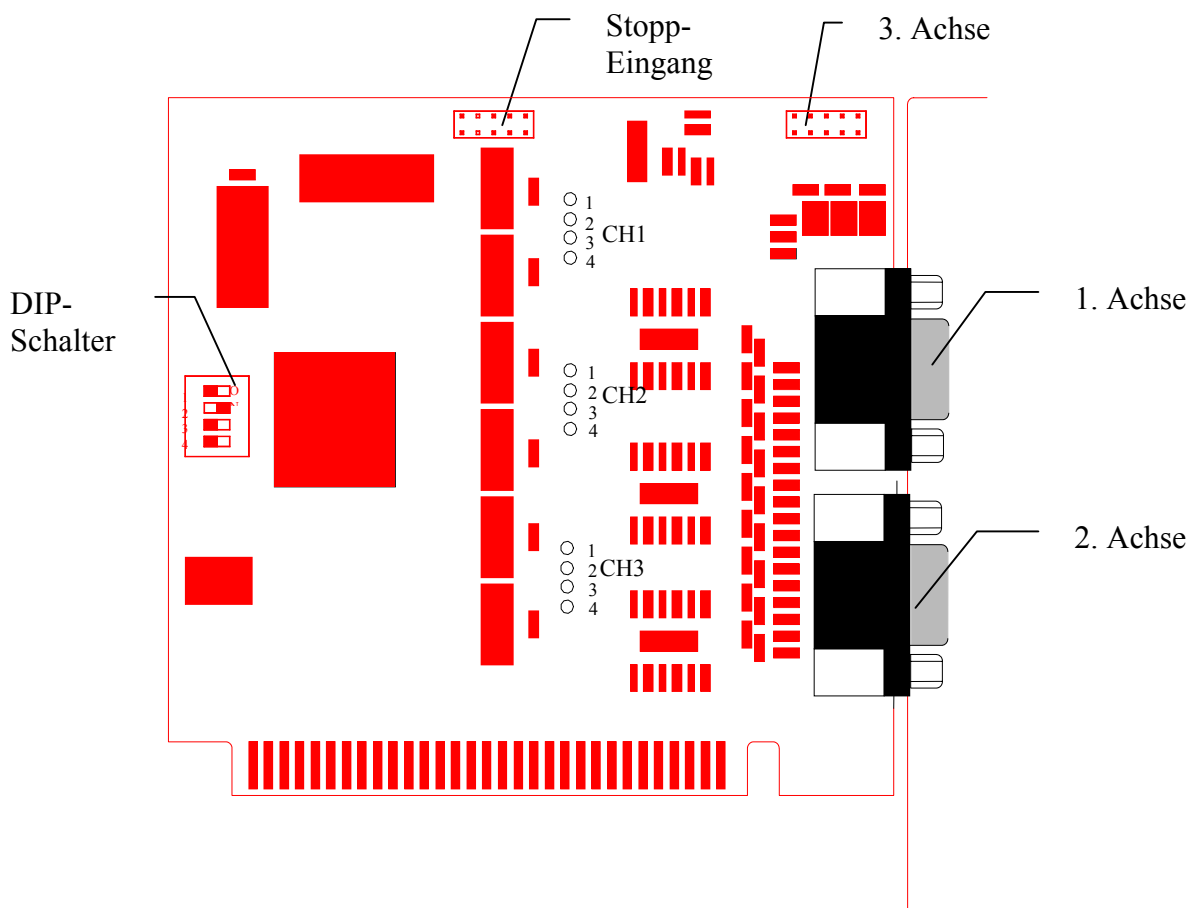 Stopp-
Eingang
3. Achse
1
2
3
4
CH1
DIP-
Schalter
1. Achse
1
2
3
4
CH2
1
2
3
4
2. Achse
1
2
3
4
CH3